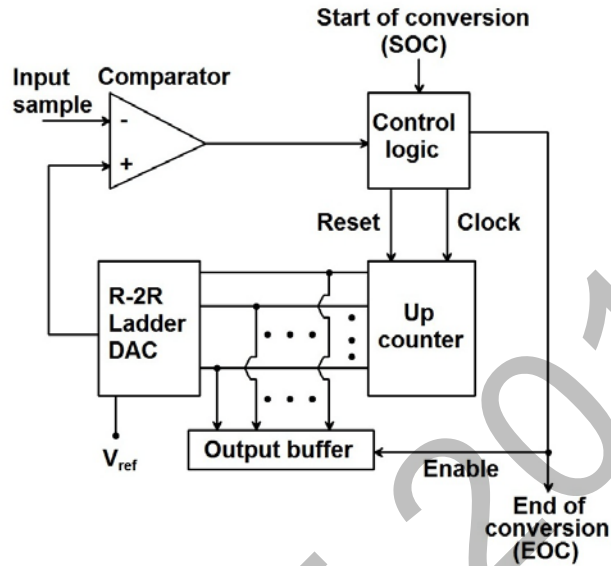 Start of conversion
(SOC)
Input
sample
Comparator
-
+
Control
logic
Reset
Clock
R-2R
Ladder
DAC
Up
counter
Vref
Output buffer
Enable
End of
conversion
(EOC)